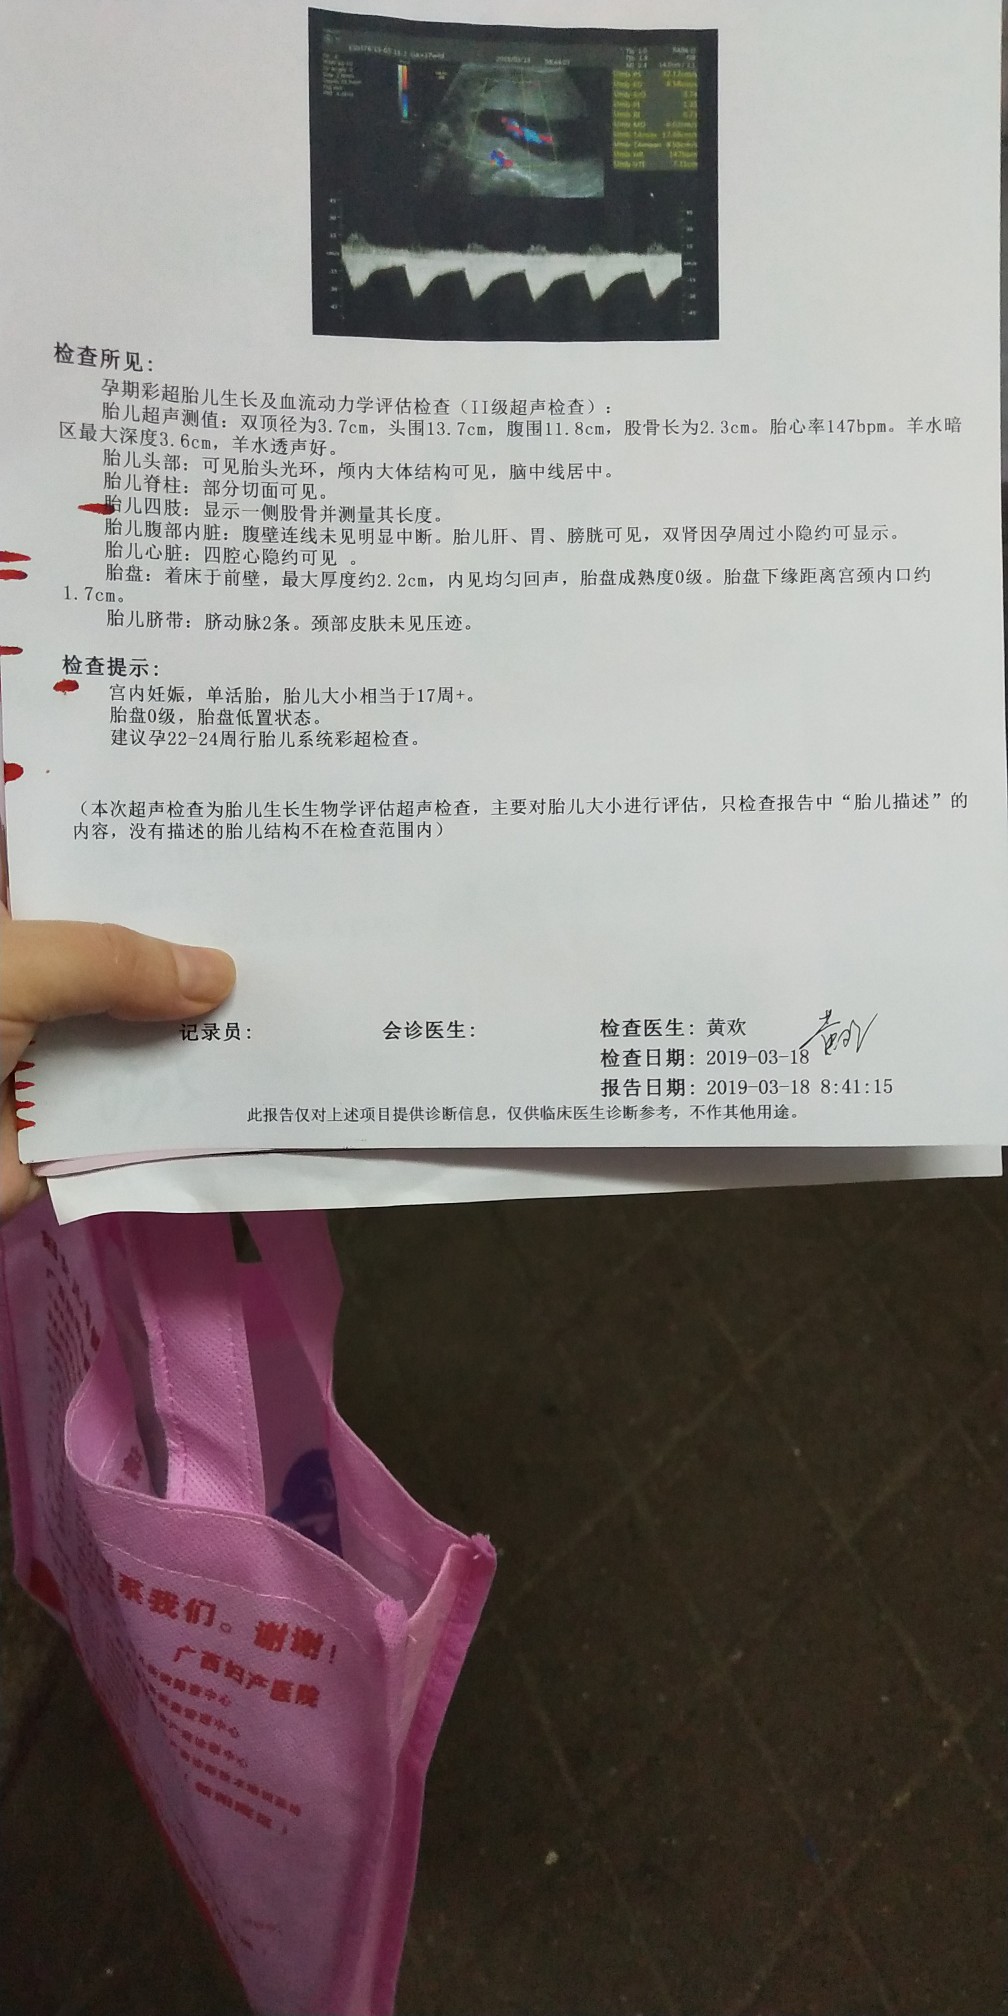 检查所见:
孕期彩超胎儿生长及血流动力学评估检查（II级超声检查）:
胎儿超声测值: 双顶径为3.7cm，头围13.7cm，腹围11.8cm，股骨长为2.3cm。胎心率147bpm。羊水暗
区最大深度3.6cm，羊水透声好。
胎儿头部: 可见胎头光环，颅内大体结构可见，脑中线居中。
胎儿脊柱: 部分切面可见。
胎儿四肢: 显示一侧股骨并测量其长度。
胎儿腹部内脏: 腹壁连线未见明显中断。胎儿肝、胃、膀胱可见，双肾因孕周过小隐约可显示。
胎儿心脏: 四腔心隐约可见 。
胎盘: 着床于前壁，最大厚度约2.2cm，内见均匀回声，胎盘成熟度0级。胎盘下缘距离宫颈内口约
1.7cm。
胎儿脐带: 脐动脉2条。颈部皮肤未见压迹。
检查提示:
宫内妊娠，单活胎，胎儿大小相当于17周+。
胎盘0级，胎盘低置状态。
建议孕22-24周行胎儿系统彩超检查。
（本次超声检查为胎儿生长生物学评估超声检查，主要对胎儿大小进行评估，只检查报告中“胎儿描述”的
内容，没有描述的胎儿结构不在检查范围内）
记录员: 会诊医生: 检查医生: 黄欢
检查日期: 2019-03-18
报告日期: 2019-03-18 8:41:15
此报告仅对上述项目提供诊断信息，仅供临床医生诊断参考，不作其他用途。
系我们。谢谢!
广西妇产医院